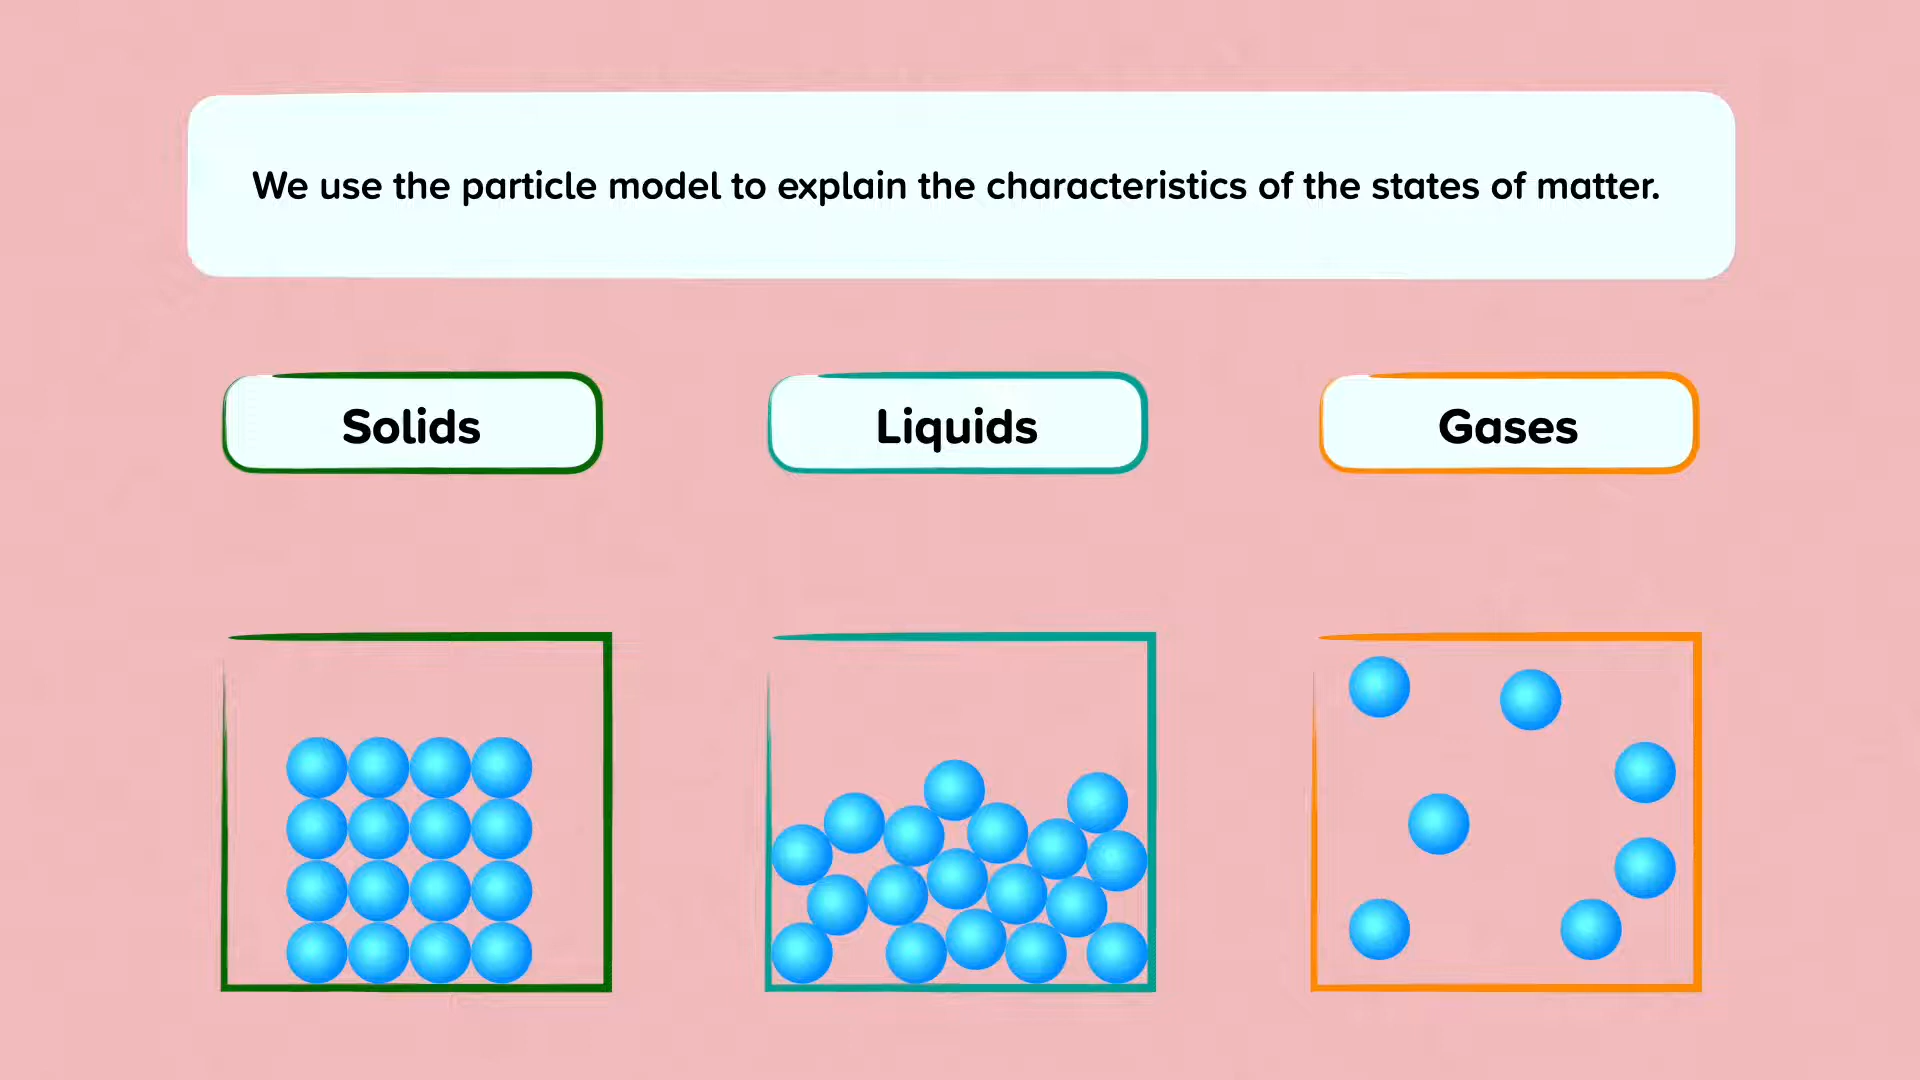 We use the particle model to explain the characteristics of the states of matter.
Solids
Liquids
Gases